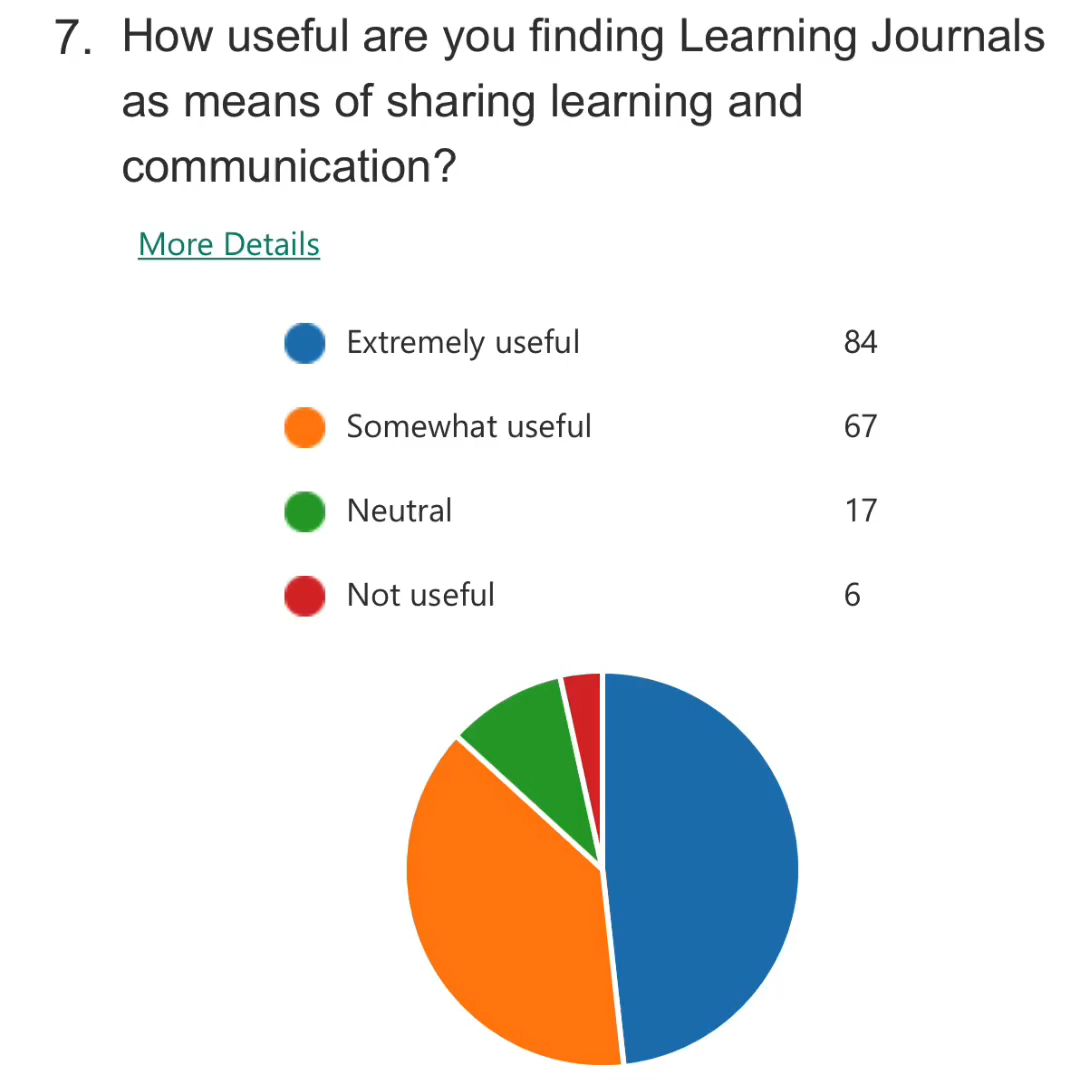 7. How useful are you finding Learning Journals
as means of sharing learning and
communication?
More Details
Extremely useful 84
Somewhat useful 67
Neutral 17
Not useful 6